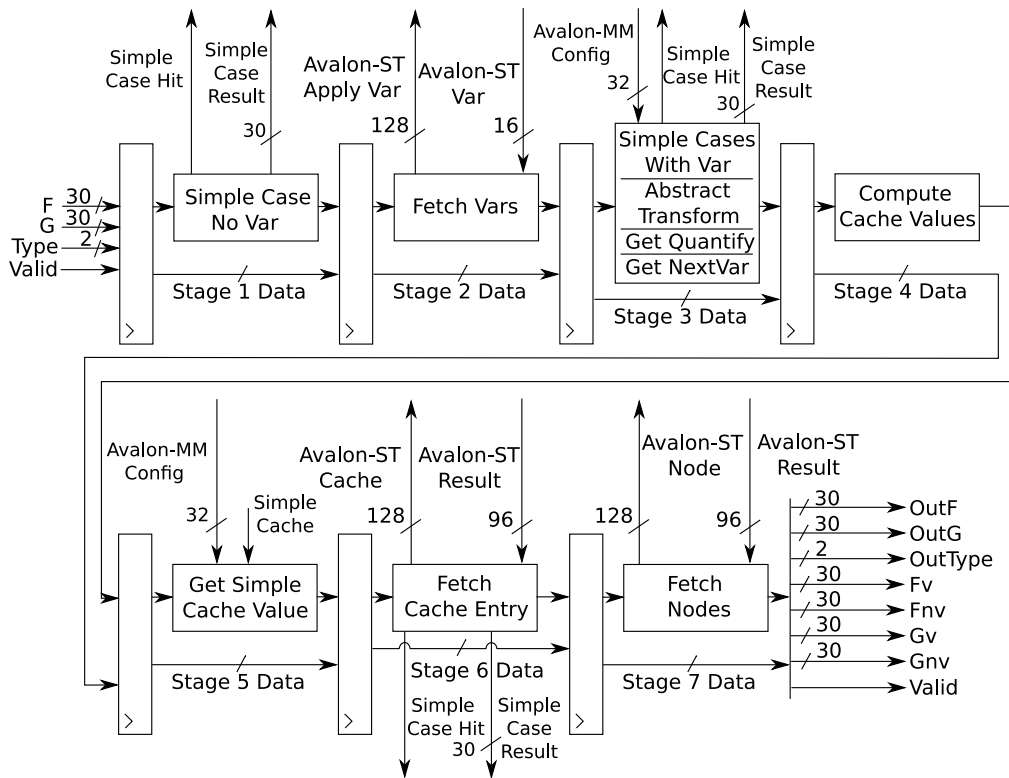 Simple
Case Hit
Simple
Case
Result
30
Avalon-ST
Apply Var
128
Avalon-ST
Var
16
Avalon-MM
Config
32
Simple
Case Hit
Simple
Case
Result
30
F
30
G
30
Type
2
Valid
Simple Case
No Var
Fetch Vars
Simple Cases
With Var
Abstract
Transform
Get Quantify
Get NextVar
Compute
Cache Values
Stage 1 Data
Stage 2 Data
Stage 3 Data
Stage 4 Data
>
>
>
>
Avalon-MM
Config
32
Simple
Cache
Avalon-ST
Cache
128
Avalon-ST
Result
96
Avalon-ST
Node
128
Avalon-ST
Result
96
Get Simple
Cache Value
Fetch
Cache Entry
Fetch
Nodes
30
OutF
30
OutG
2
OutType
30
Fv
30
Fnv
30
Gv
30
Gnv
Valid
Stage 5 Data
Stage 6 Data
Stage 7 Data
>
>
>
Simple
Case Hit
Simple
Case
Result
30